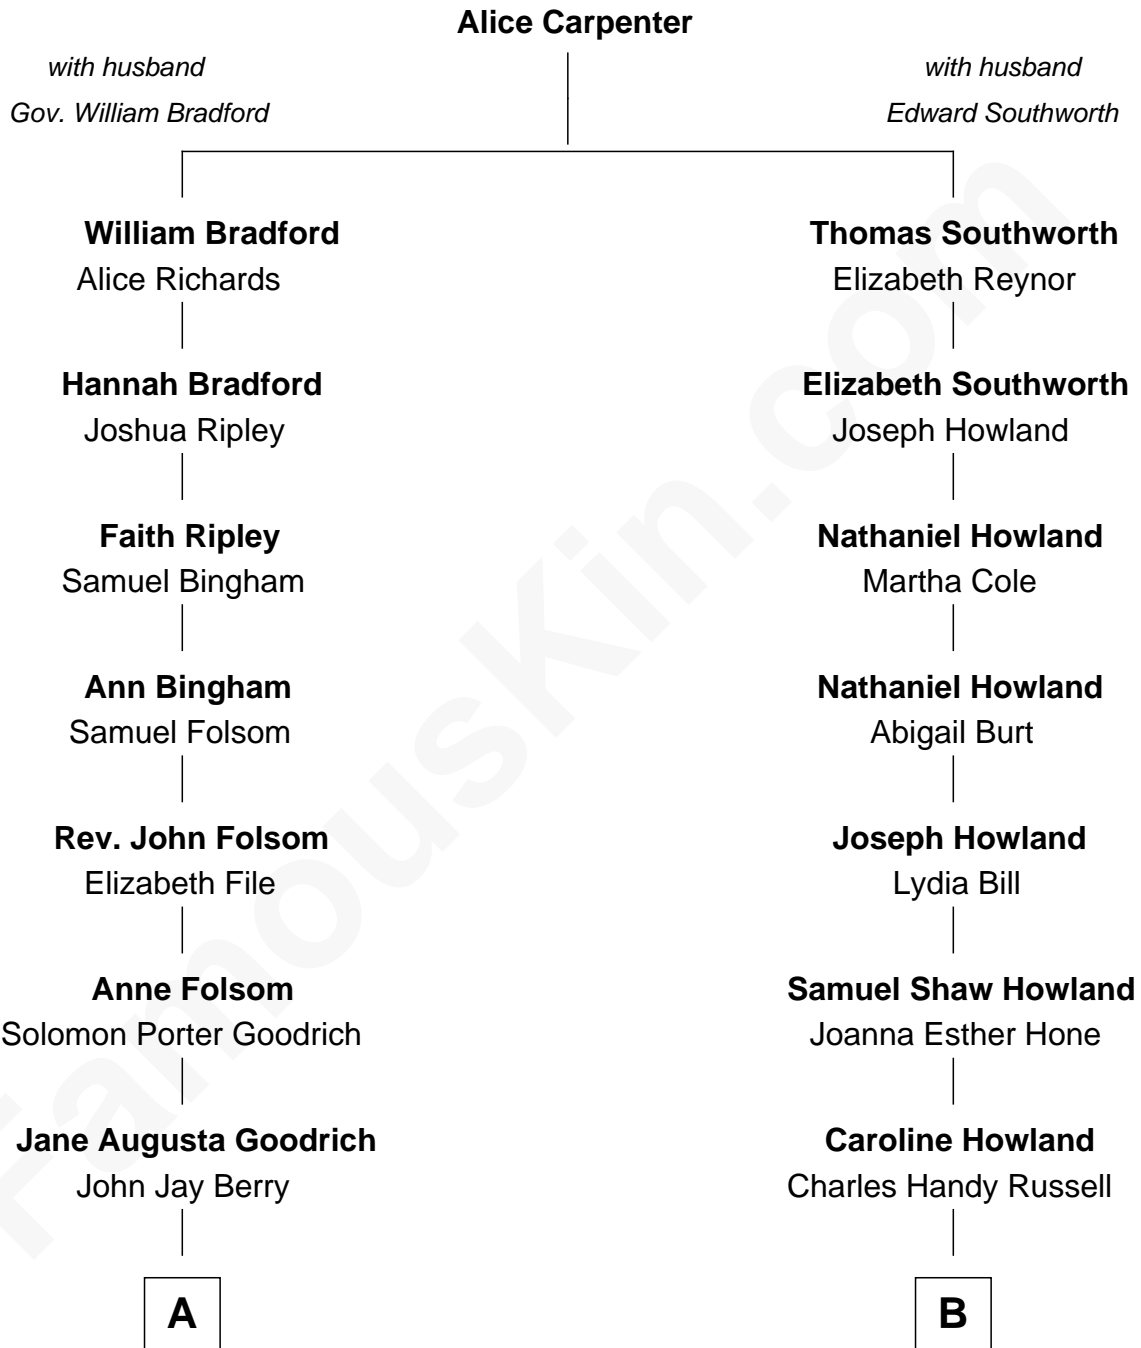 Alice Carpenter
with husband
Gov. William Bradford
with husband
Edward Southworth
William Bradford
Alice Richards
Thomas Southworth
Elizabeth Reynor
Hannah Bradford
Joshua Ripley
Elizabeth Southworth
Joseph Howland
Faith Ripley
Samuel Bingham
Nathaniel Howland
Martha Cole
Ann Bingham
Samuel Folsom
Nathaniel Howland
Abigail Burt
Rev. John Folsom
Elizabeth File
Joseph Howland
Lydia Bill
Anne Folsom
Solomon Porter Goodrich
Samuel Shaw Howland
Joanna Esther Hone
Jane Augusta Goodrich
John Jay Berry
Caroline Howland
Charles Handy Russell
A
B
FamousKin.com